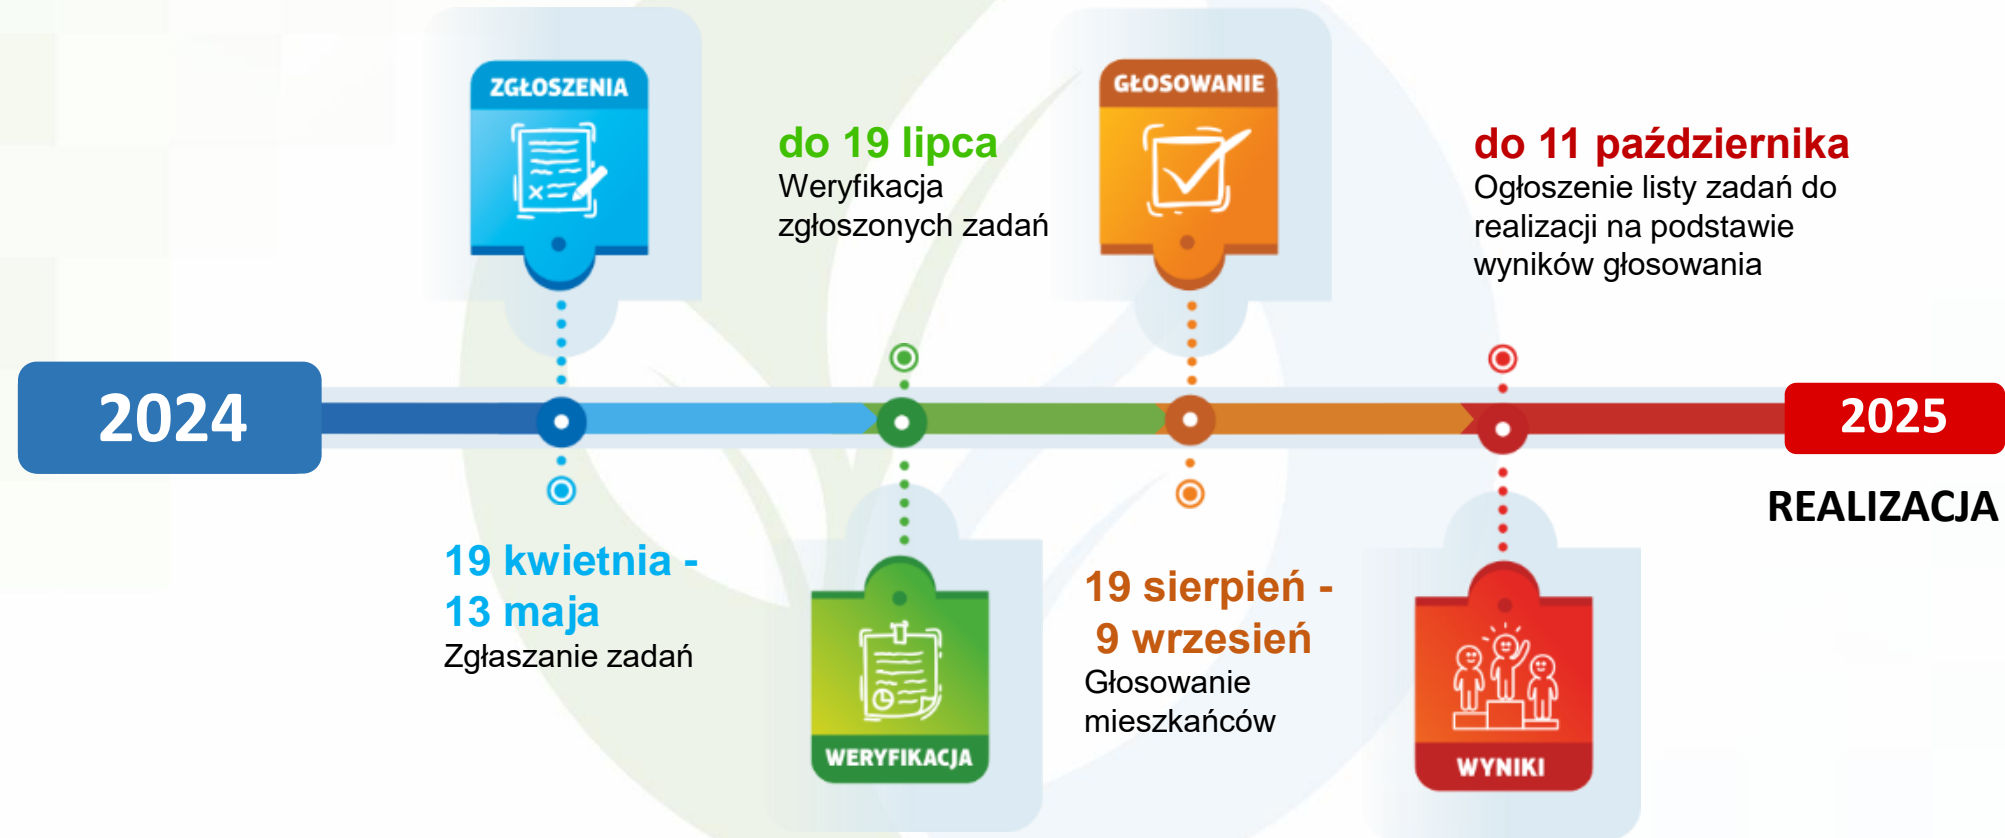 2024
ZGŁOSZENIA
19 kwietnia -
13 maja
Zgłaszanie zadań
do 19 lipca
Weryfikacja
zgłoszonych zadań
WERYFIKACJA
GŁOSOWANIE
19 sierpień -
9 wrzesień
Głosowanie
mieszkańców
do 11 października
Ogłoszenie listy zadań do
realizacji na podstawie
wyników głosowania
WYNIKI
2025
REALIZACJA